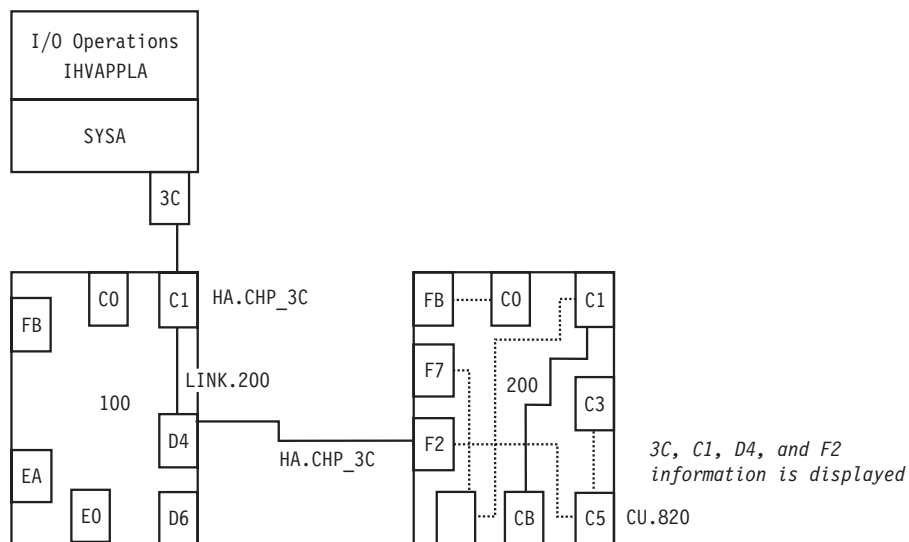 I/O Operations
IHVAPPLA
SYSA
3C
C0
C1
HA.CHP_3C
FB
C0
C1
FB
F7
LINK.200
200
100
C3
D4
F2
HA.CHP_3C
3C, C1, D4, and F2
information is displayed
EA
E0
D6
CB
C5
CU.820